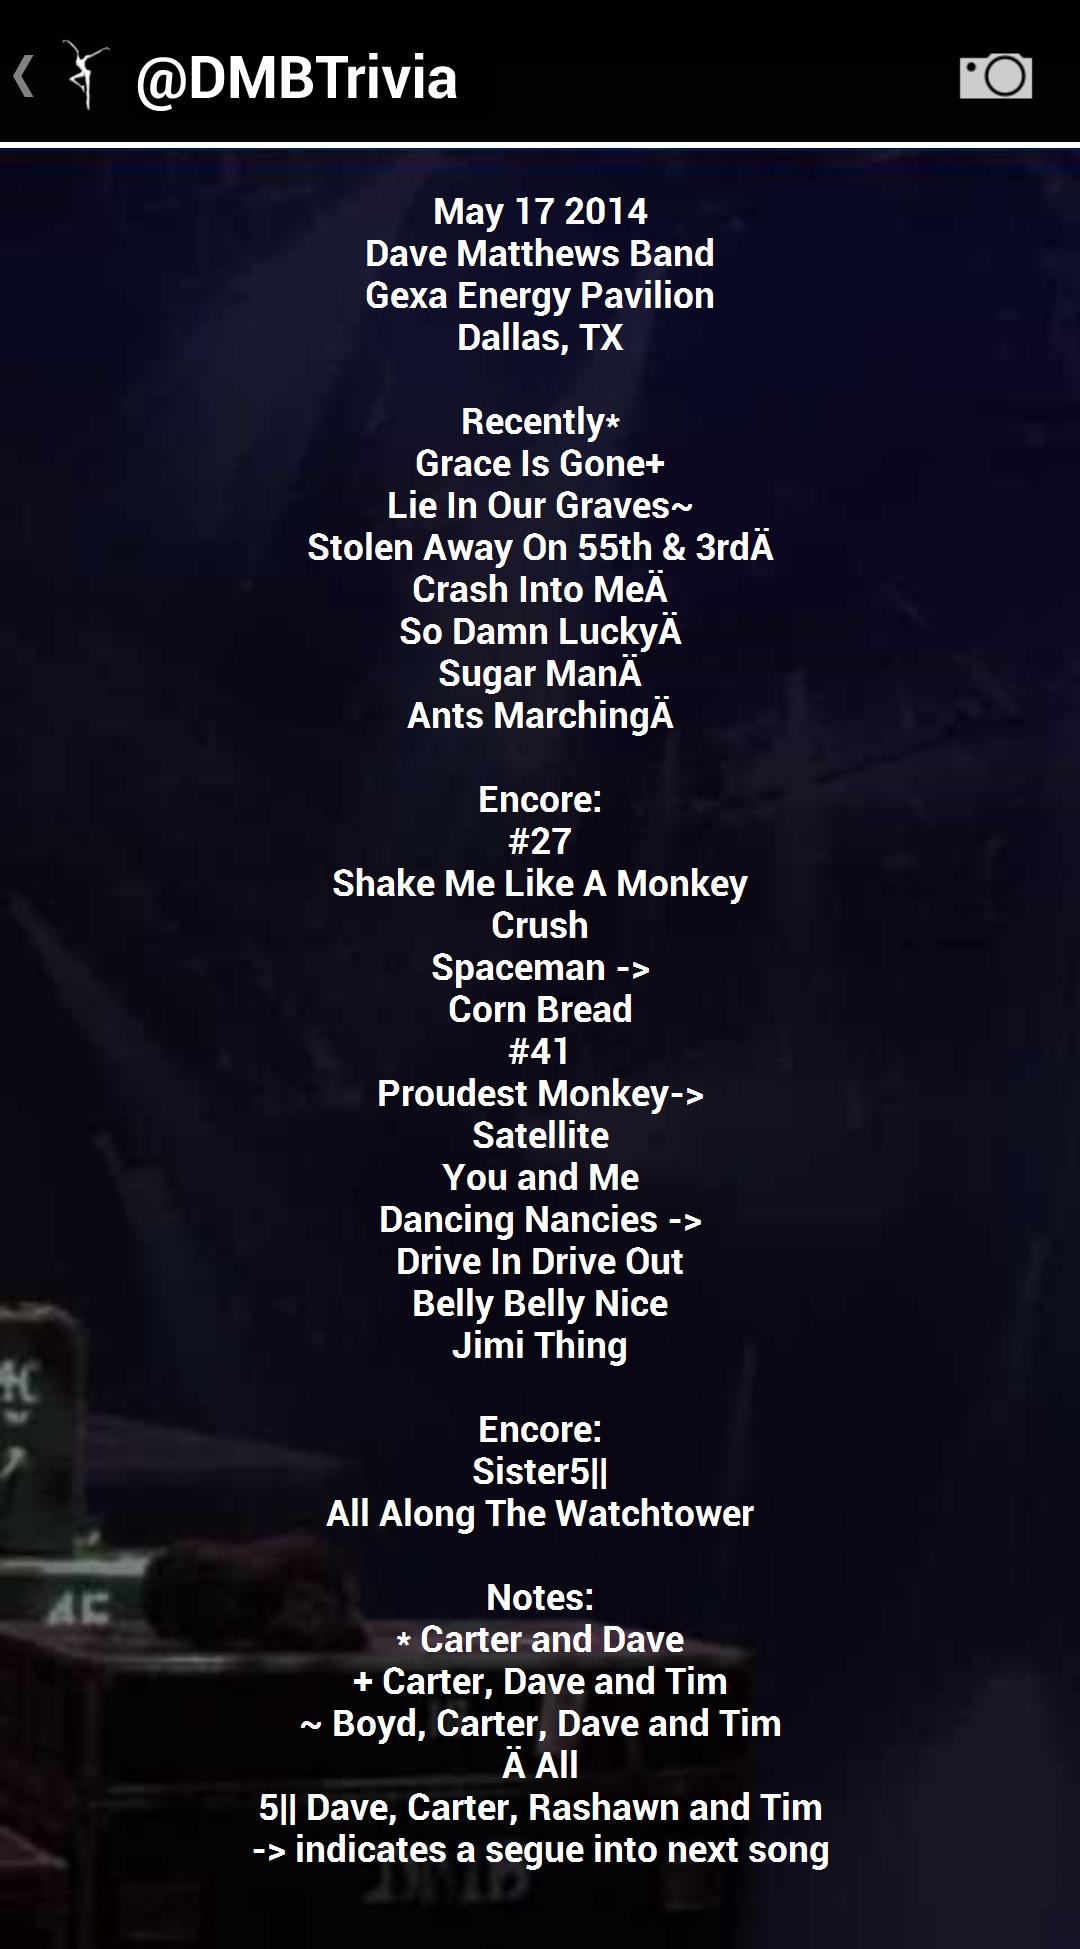 @DMBTrivia
May 17 2014
Dave Matthews Band
Gexa Energy Pavilion
Dallas, TX
Recently*
Grace Is Gone+
Lie In Our Graves~
Stolen Away On 55th & 3rdÄ
Crash Into MeÄ
So Damn LuckyÄ
Sugar ManÄ
Ants MarchingÄ
Encore:
#27
Shake Me Like A Monkey
Crush
Spaceman ->
Corn Bread
#41
Proudest Monkey->
Satellite
You and Me
Dancing Nancies ->
Drive In Drive Out
Belly Belly Nice
Jimi Thing
Encore:
Sister5||
All Along The Watchtower
Notes:
* Carter and Dave
+ Carter, Dave and Tim
~ Boyd, Carter, Dave and Tim
Ä All
5|| Dave, Carter, Rashawn and Tim
-> indicates a segue into next song
DMB